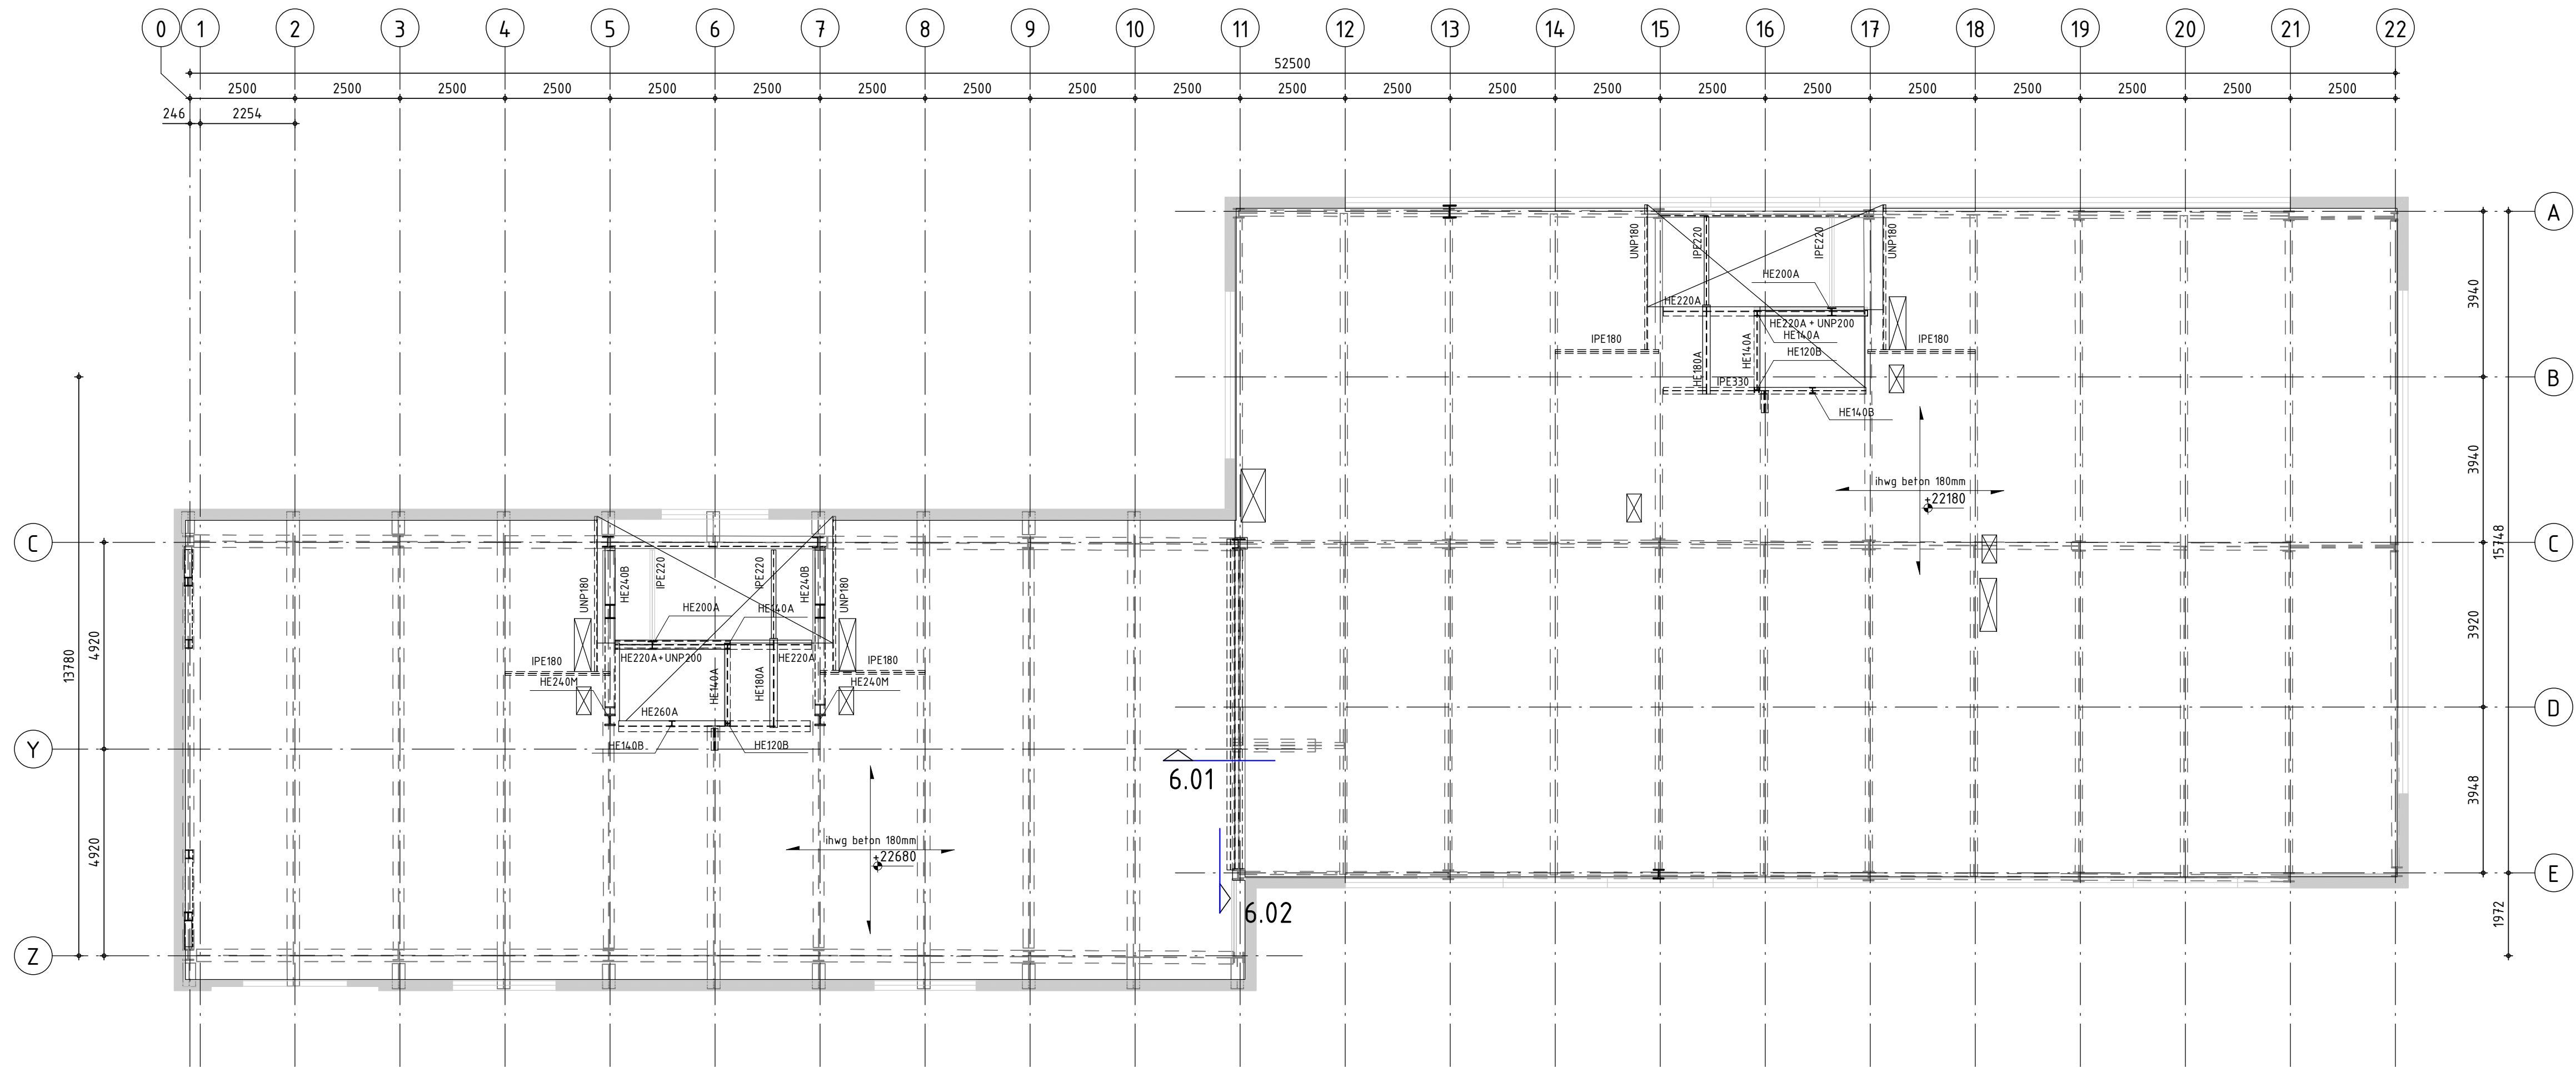 0 1 2 3 4 5 6 7 8 9 10 11 12 13 14 15 16 17 18 19 20 21 22
52500
2500 2500 2500 2500 2500 2500 2500 2500 2500 2500 2500 2500 2500 2500 2500 2500 2500 2500 2500 2500 2500
246 2254
A
UNP180 IPE220 IPE220 UNP180
HE200A
HE220A
3940
HE220A + UNP200
HE140A
IPE180 IPE180
HE180A HE140A HE120B
B
IPE330
HE140B
3940
ihwg beton 180mm
+22180
C C
15748
UNP180 HE240B IPE220 IPE220 HE240B UNP180
HE200A HE140A
3920
4920
13780
HE220A+UNP200 HE220A
IPE180 IPE180
HE240M HE140A HE180A HE240M
HE260A
D
HE140B HE120B
Y
6.01
3948
ihwg beton 180mm
4920
+22680
E
6.02
1972
Z